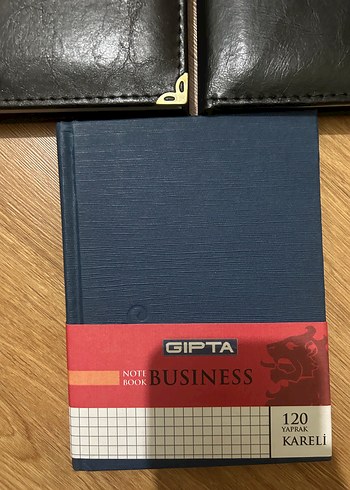 GIPTA
NOTE
BOOK BUSINESS
120
YAPRAK
KARELİ